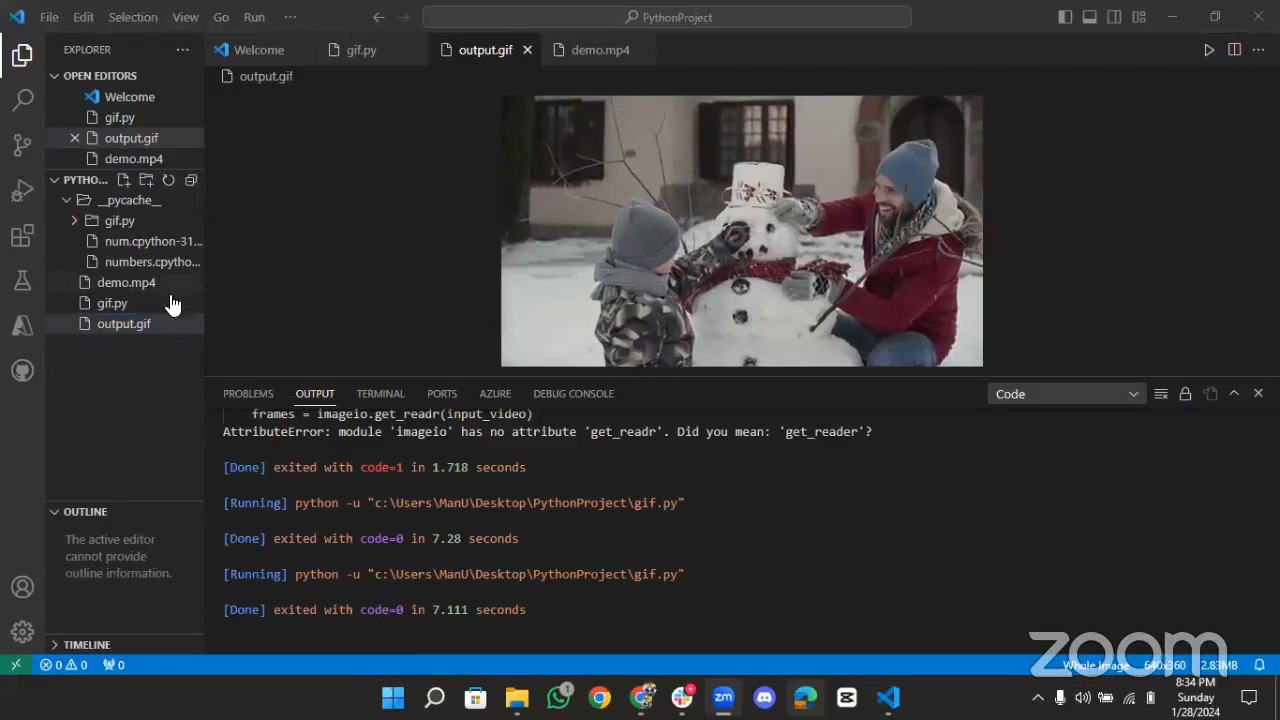 File Edit Selection View Go Run ··· PythonProject
EXPLORER ···
OPEN EDITORS
Welcome
gif.py
output.gif
demo.mp4
PYTHO...
__pycache__
gif.py
num.cpython-31...
numbers.cpytho...
demo.mp4
gif.py
output.gif
OUTLINE
The active editor
cannot provide
outline information.
TIMELINE
Welcome gif.py output.gif demo.mp4
output.gif
PROBLEMS OUTPUT TERMINAL PORTS AZURE DEBUG CONSOLE Code
frames = imageio.get_readr(input_video)
AttributeError: module 'imageio' has no attribute 'get_readr'. Did you mean: 'get_reader'?
[Done] exited with code=1 in 1.718 seconds
[Running] python -u "c:\Users\ManU\Desktop\PythonProject\gif.py"
[Done] exited with code=0 in 7.28 seconds
[Running] python -u "c:\Users\ManU\Desktop\PythonProject\gif.py"
[Done] exited with code=0 in 7.111 seconds
zoom
0 0 0 Whole Image 640x360 2.83MB
1 zm
8:34 PM
Sunday
1/28/2024